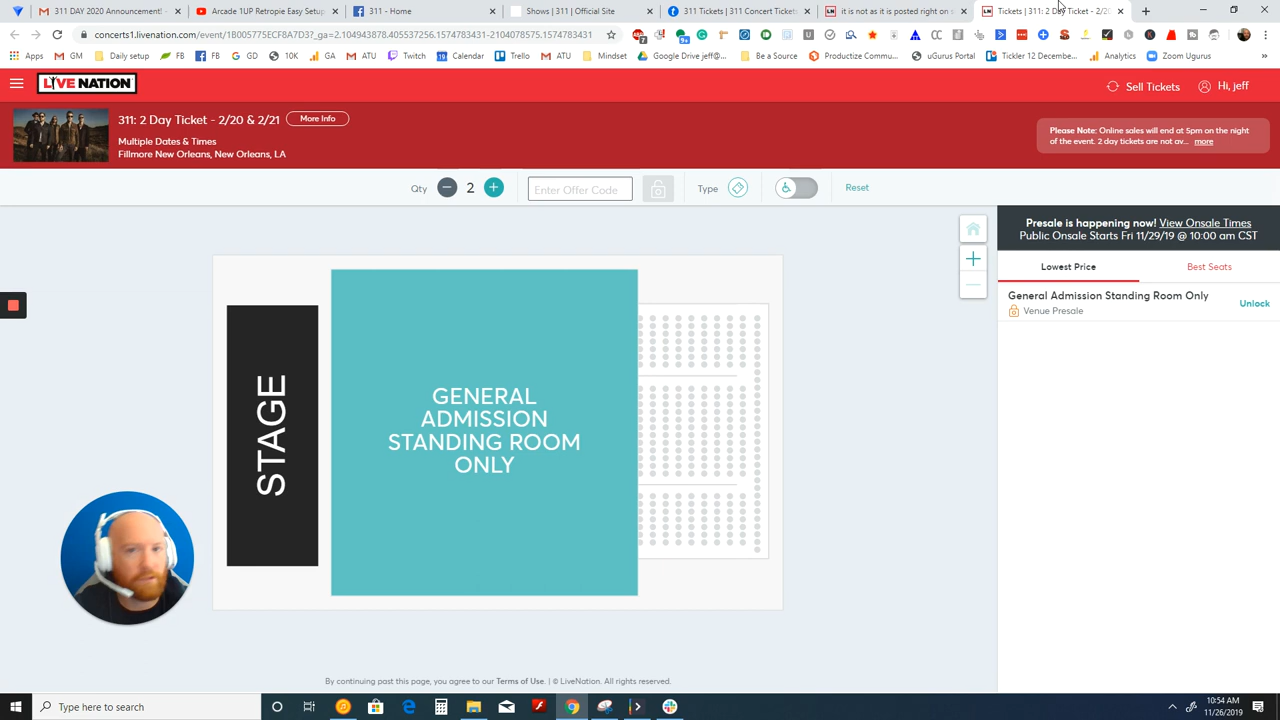 311 DAY 2020 Announcement! -
Arcade 1UP Retropie Easy Setup
311 - Home
Shows | 311 | Official Site
311 Tickets | 311 Concert Tickets
it is not as it is posted right on s
Tickets | 311: 2 Day Ticket - 2/20
concerts1.livenation.com/event/1B005775ECF8A103?_ga=2.104943878.405537256.1574783431-2104078575.1574783431
Apps
GM
Daily setup
FB
FB
GD
10K
GA
ATU
Twitch
Calendar
Trello
ATU
Mindset
Google Drive jeff@...
Be a Source
Productize Commu...
uGurus Portal
Tickler 12 Decembe...
Analytics
Zoom Ugurus
LIVE NATION
Sell Tickets
Hi, jeff
311: 2 Day Ticket - 2/20 & 2/21
More Info
Multiple Dates & Times
Fillmore New Orleans, New Orleans, LA
Please Note: Online sales will end at 5pm on the night
of the event. 2 day tickets are not av... more
Qty
2
Enter Offer Code
Type
Reset
STAGE
GENERAL
ADMISSION
STANDING ROOM
ONLY
Presale is happening now! View Onsale Times
Public Onsale Starts Fri 11/29/19 @ 10:00 am CST
Lowest Price
Best Seats
General Admission Standing Room Only
Venue Presale
Unlock
By continuing past this page, you agree to our Terms of Use. | © LiveNation. All rights reserved.
Type here to search
10:54 AM
11/26/2019